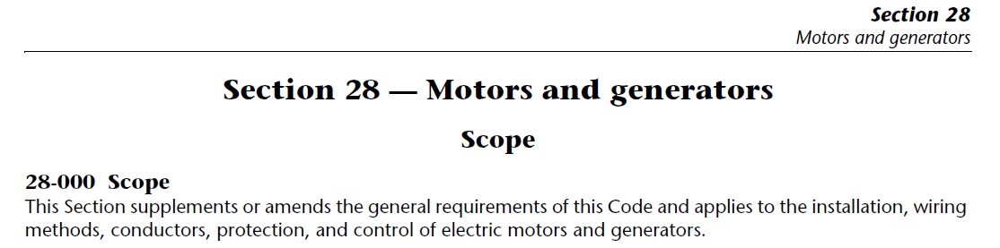 Section 28
Motors and generators
Section 28 — Motors and generators
Scope
28-000 Scope
This Section supplements or amends the general requirements of this Code and applies to the installation, wiring
methods, conductors, protection, and control of electric motors and generators.